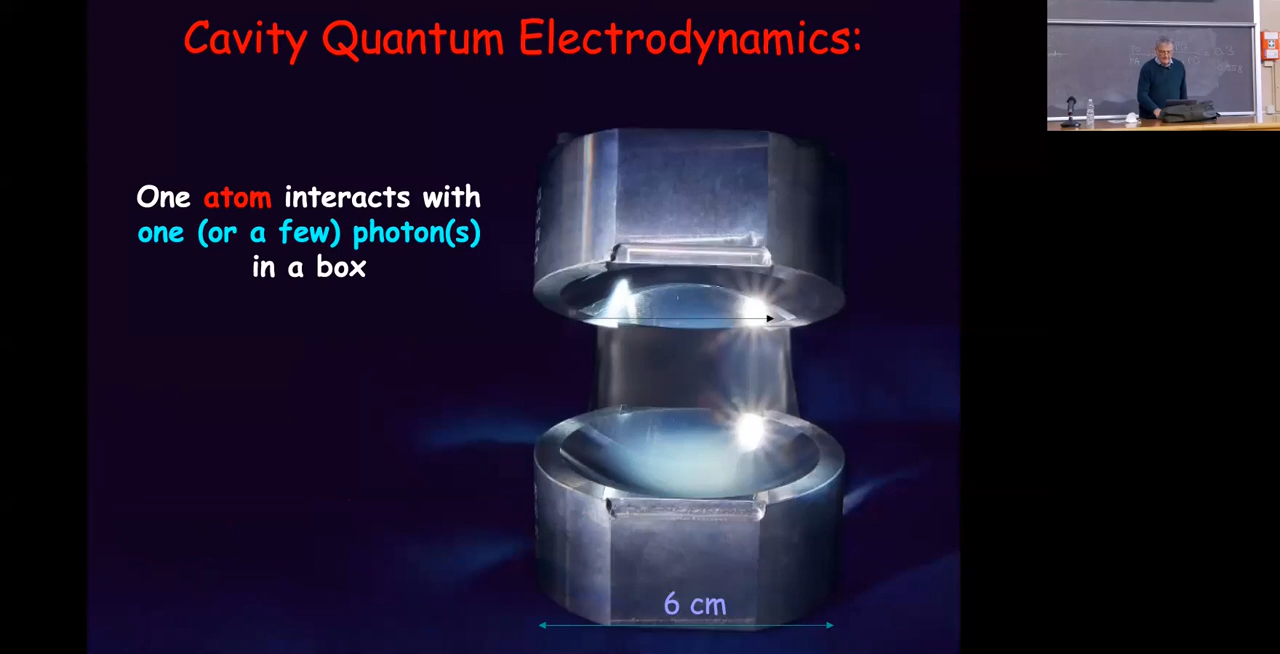 Cavity Quantum Electrodynamics:
One atom interacts with
one (or a few) photon(s)
in a box
6 cm